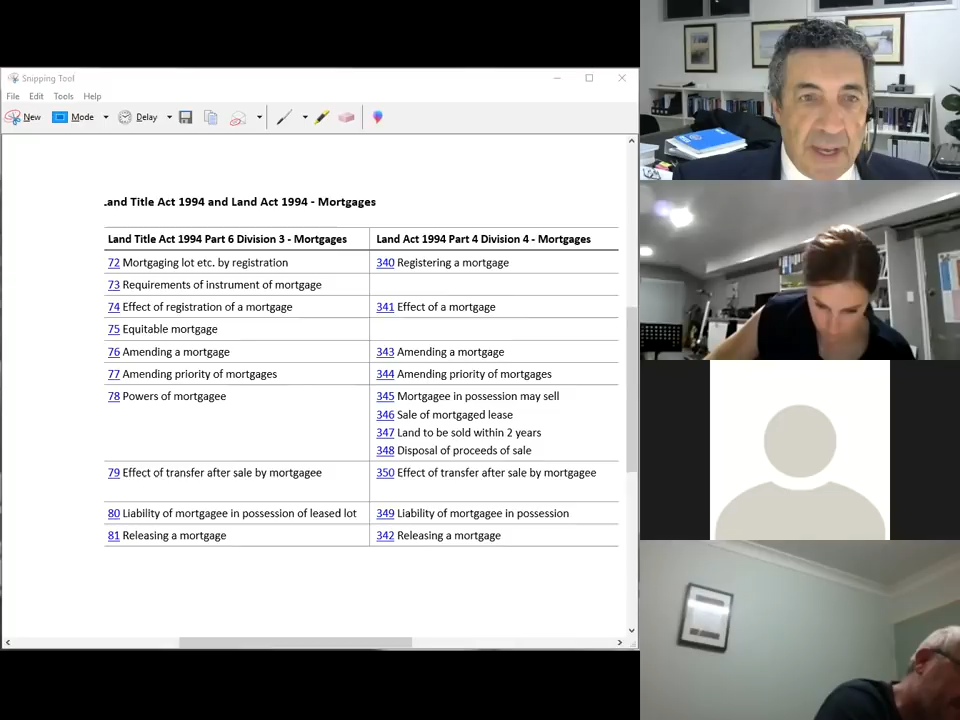 Snipping Tool
File Edit Tools Help
New Mode Delay
.and Title Act 1994 and Land Act 1994 - Mortgages
Land Title Act 1994 Part 6 Division 3 - Mortgages Land Act 1994 Part 4 Division 4 - Mortgages
72 Mortgaging lot etc. by registration 340 Registering a mortgage
73 Requirements of instrument of mortgage
74 Effect of registration of a mortgage 341 Effect of a mortgage
75 Equitable mortgage
76 Amending a mortgage 343 Amending a mortgage
77 Amending priority of mortgages 344 Amending priority of mortgages
78 Powers of mortgagee 345 Mortgagee in possession may sell
346 Sale of mortgaged lease
347 Land to be sold within 2 years
348 Disposal of proceeds of sale
79 Effect of transfer after sale by mortgagee 350 Effect of transfer after sale by mortgagee
80 Liability of mortgagee in possession of leased lot 349 Liability of mortgagee in possession
81 Releasing a mortgage 342 Releasing a mortgage